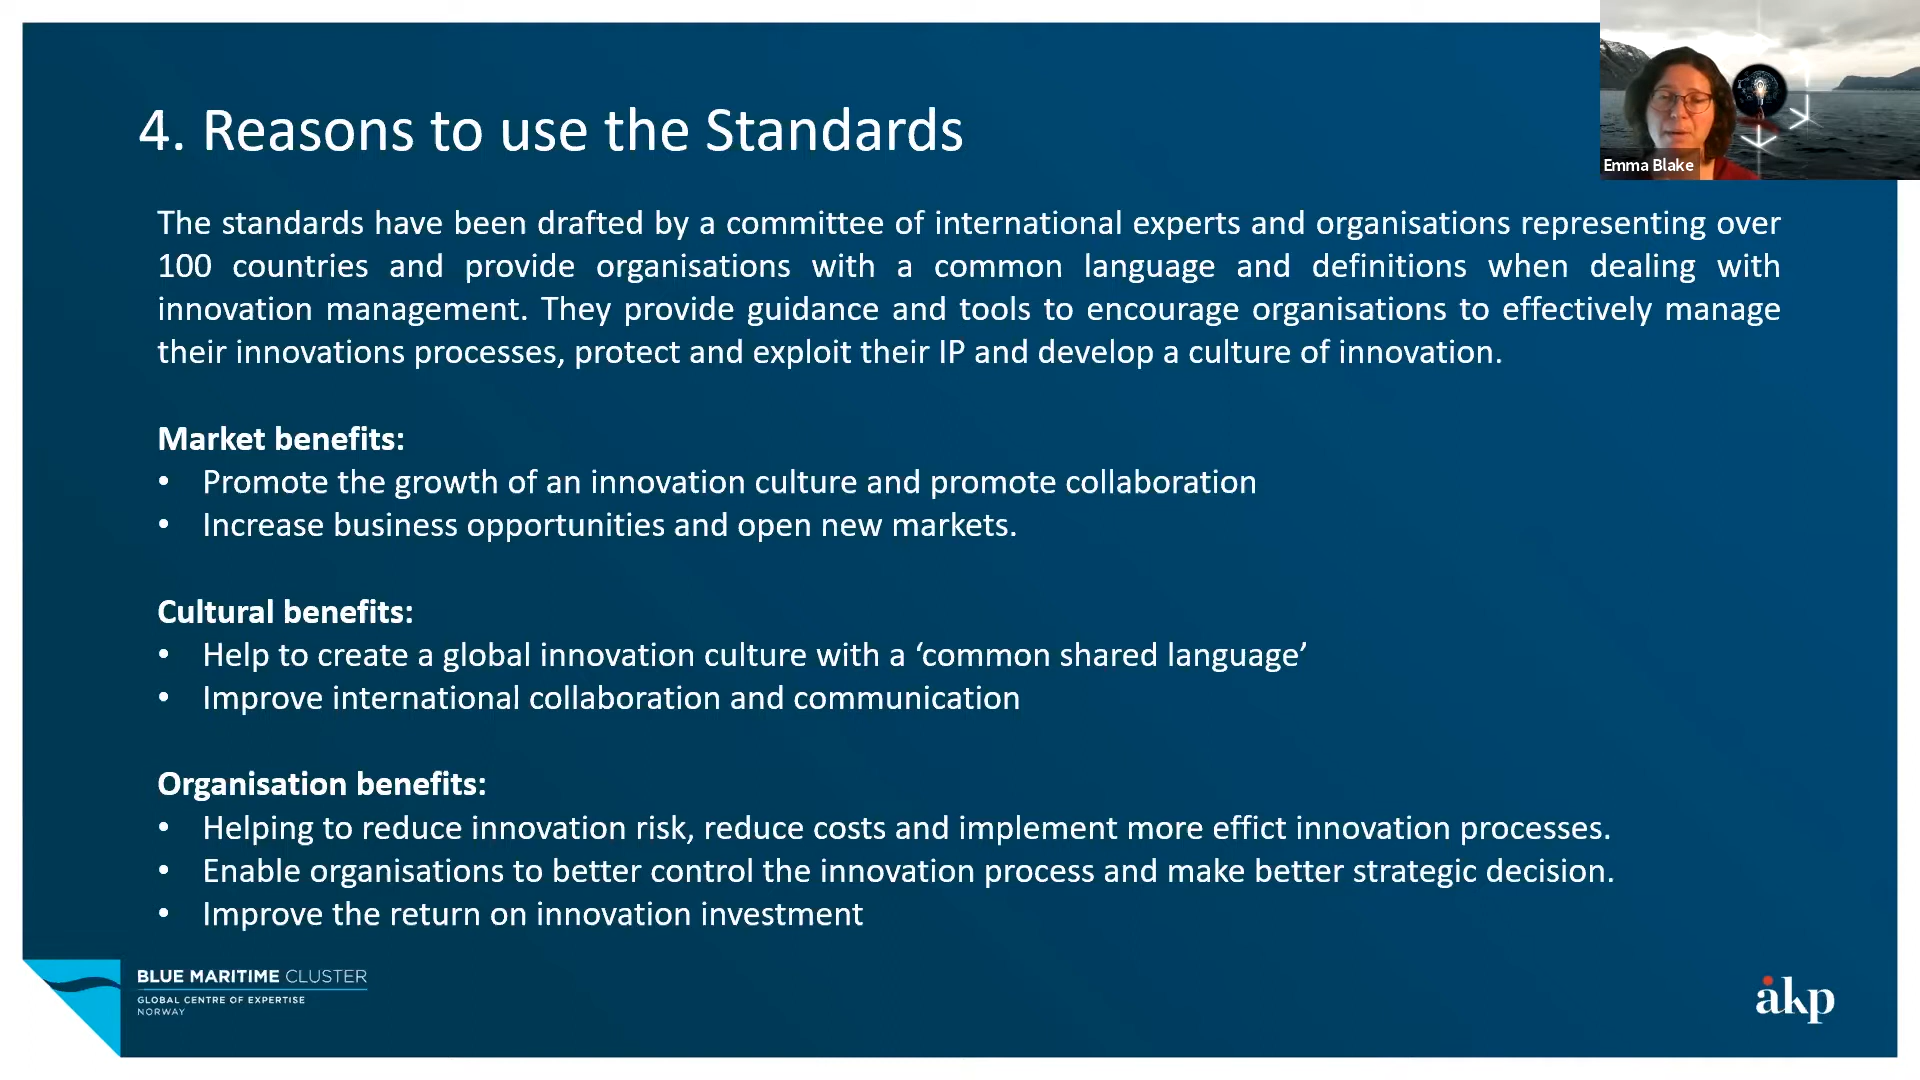 4. Reasons to use the Standards
Emma Blake
The standards have been drafted by a committee of international experts and organisations representing over
100 countries and provide organisations with a common language and definitions when dealing with
innovation management. They provide guidance and tools to encourage organisations to effectively manage
their innovations processes, protect and exploit their IP and develop a culture of innovation.
Market benefits:
• Promote the growth of an innovation culture and promote collaboration
• Increase business opportunities and open new markets.
Cultural benefits:
• Help to create a global innovation culture with a ‘common shared language’
• Improve international collaboration and communication
Organisation benefits:
• Helping to reduce innovation risk, reduce costs and implement more effict innovation processes.
• Enable organisations to better control the innovation process and make better strategic decision.
• Improve the return on innovation investment
BLUE MARITIME CLUSTER
GLOBAL CENTRE OF EXPERTISE
NORWAY
åkp